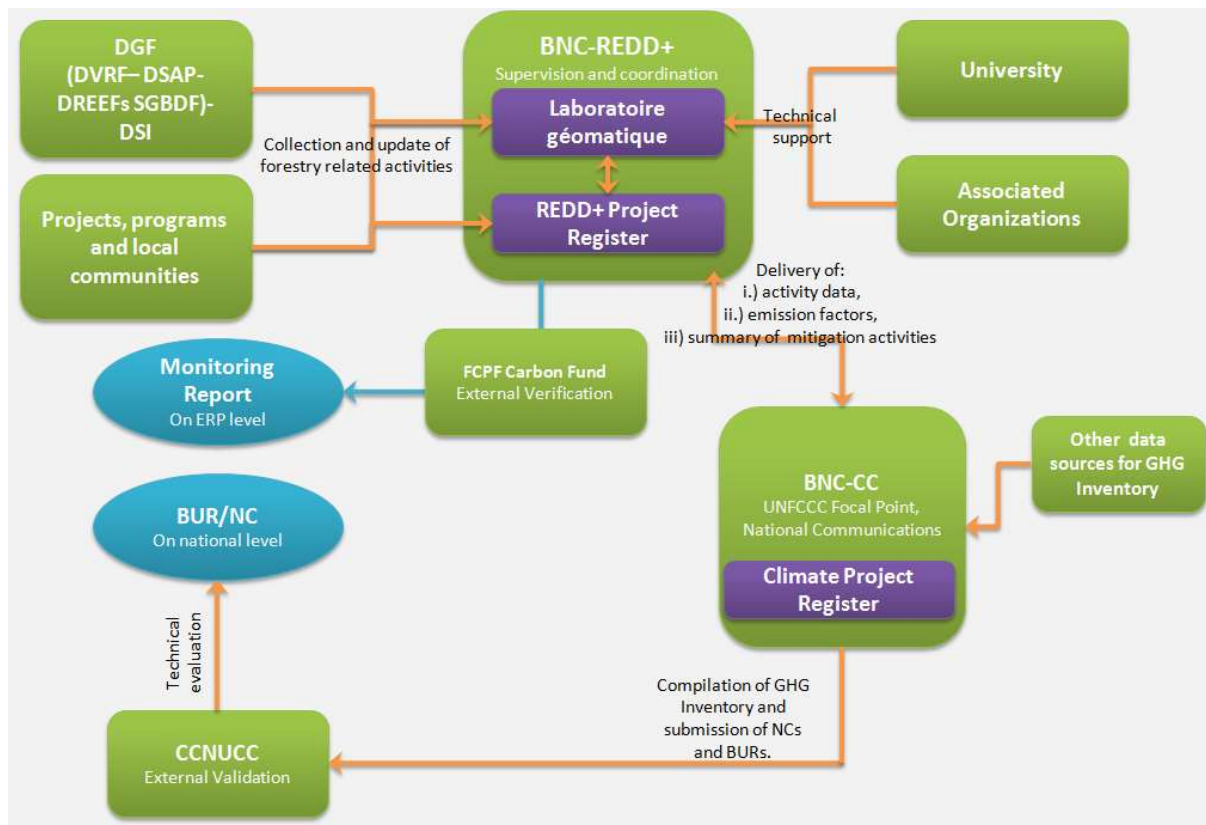 DGF
(DVRF– DSAP-
DREEFs SGBDF)-
DSI
Projects, programs
and local
communities
Collection and update of
forestry related activities
BNC-REDD+
Supervision and coordination
Laboratoire
géomatique
REDD+ Project
Register
Technical
support
University
Associated
Organizations
Delivery of:
i.) activity data,
ii.) emission factors,
iii) summary of mitigation activities
Monitoring
Report
On ERP level
FCPF Carbon Fund
External Verification
BUR/NC
On national level
BNC-CC
UNFCCC Focal Point,
National Communications
Climate Project
Register
Other data
sources for GHG
Inventory
Technical
evaluation
Compilation of GHG
Inventory and
submission of NCs
and BURs.
CCNUCC
External Validation